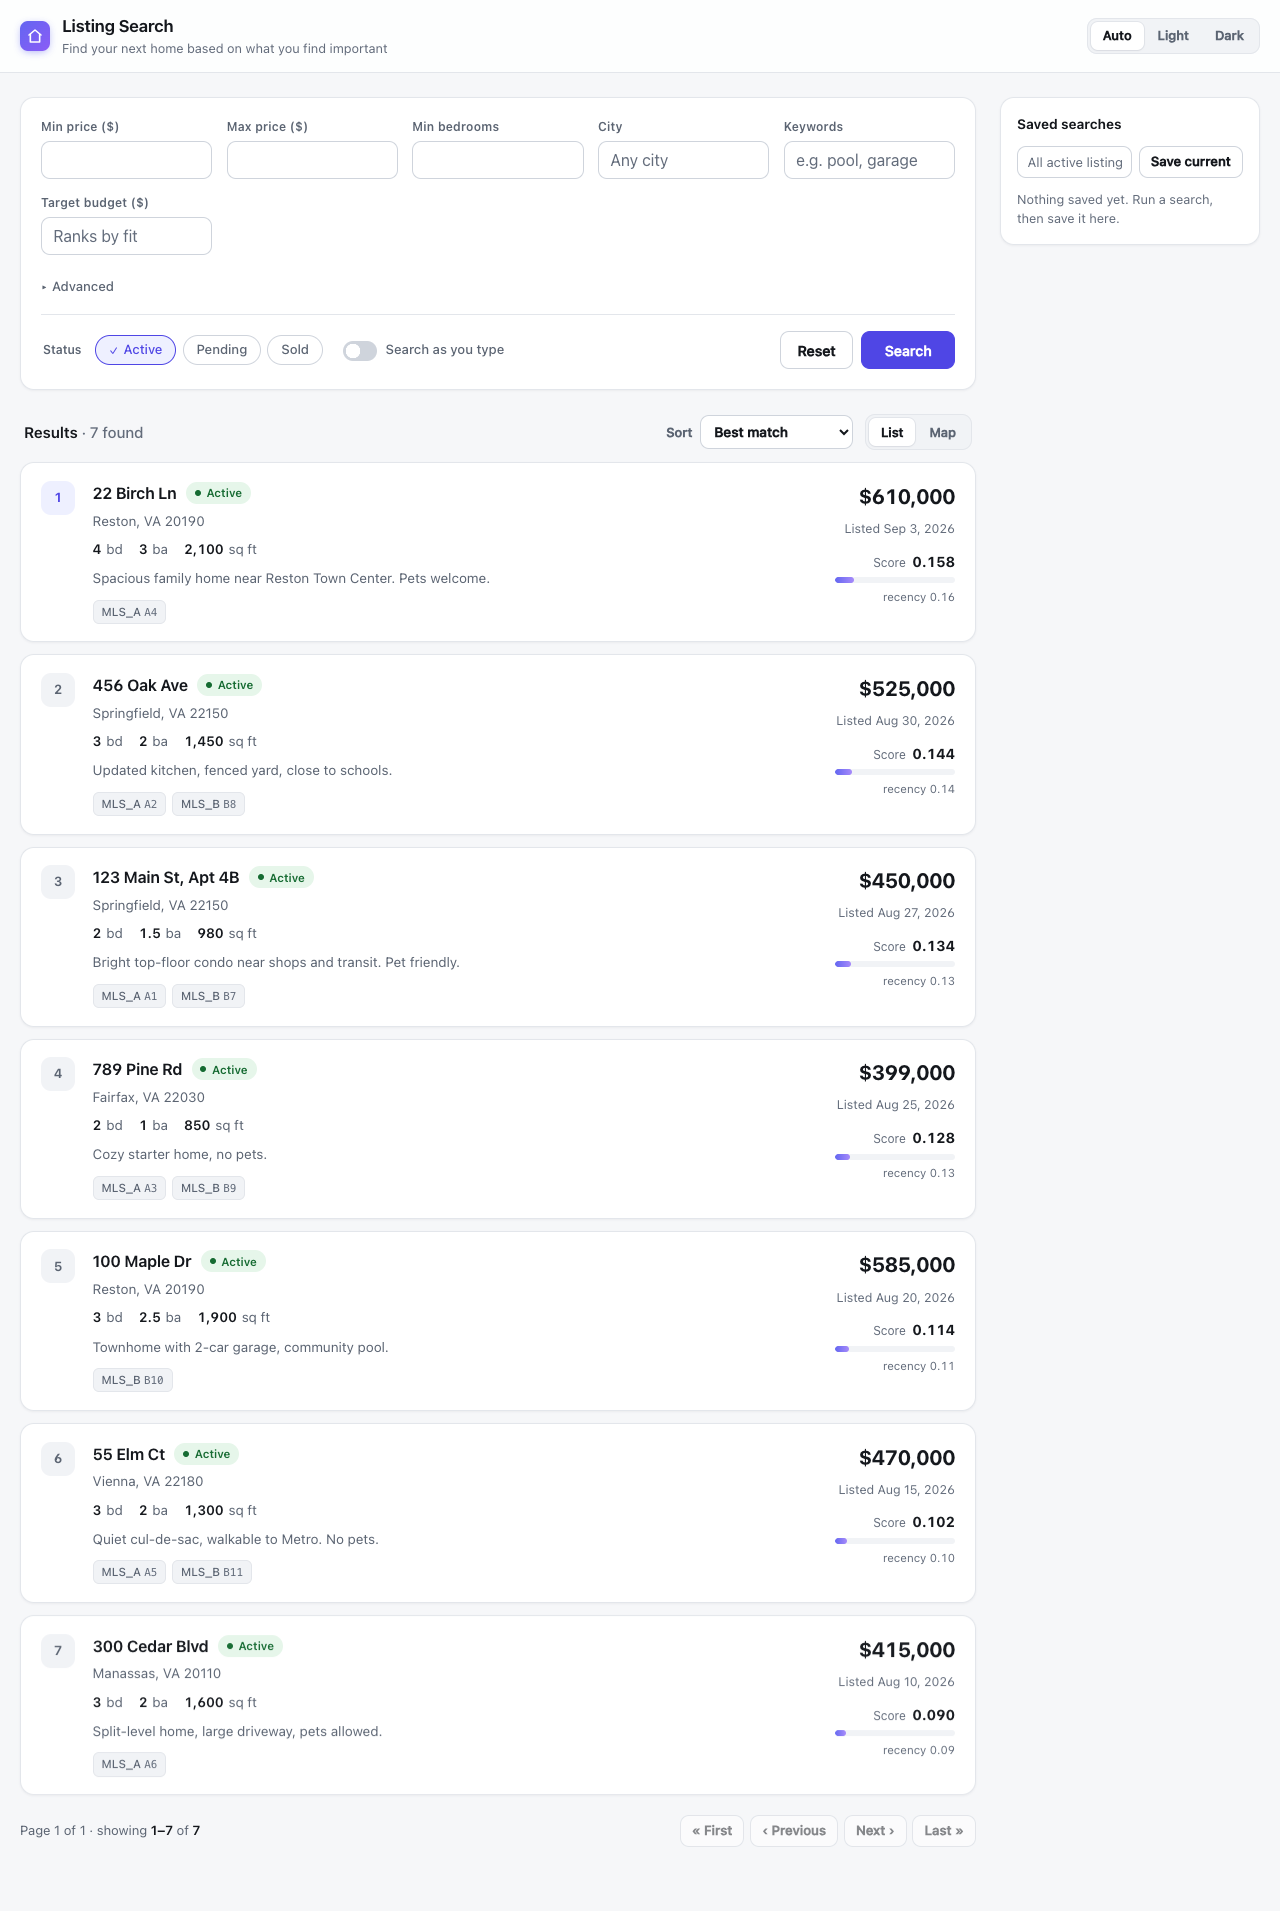 Listing Search
Find your next home based on what you find important
Auto Light Dark
Min price ($) Max price ($) Min bedrooms City Keywords
Any city e.g. pool, garage
Target budget ($)
Ranks by fit
▸ Advanced
Status ✓ Active Pending Sold Search as you type Reset Search
Saved searches
All active listing Save current
Nothing saved yet. Run a search,
then save it here.
Results · 7 found Sort Best match List Map
1 22 Birch Ln Active $610,000
Reston, VA 20190 Listed Sep 3, 2026
4 bd 3 ba 2,100 sq ft Score 0.158
Spacious family home near Reston Town Center. Pets welcome.
recency 0.16
MLS_A A4
2 456 Oak Ave Active $525,000
Springfield, VA 22150 Listed Aug 30, 2026
3 bd 2 ba 1,450 sq ft Score 0.144
Updated kitchen, fenced yard, close to schools.
recency 0.14
MLS_A A2 MLS_B B8
3 123 Main St, Apt 4B Active $450,000
Springfield, VA 22150 Listed Aug 27, 2026
2 bd 1.5 ba 980 sq ft Score 0.134
Bright top-floor condo near shops and transit. Pet friendly.
recency 0.13
MLS_A A1 MLS_B B7
4 789 Pine Rd Active $399,000
Fairfax, VA 22030 Listed Aug 25, 2026
2 bd 1 ba 850 sq ft Score 0.128
Cozy starter home, no pets.
recency 0.13
MLS_A A3 MLS_B B9
5 100 Maple Dr Active $585,000
Reston, VA 20190 Listed Aug 20, 2026
3 bd 2.5 ba 1,900 sq ft Score 0.114
Townhome with 2-car garage, community pool.
recency 0.11
MLS_B B10
6 55 Elm Ct Active $470,000
Vienna, VA 22180 Listed Aug 15, 2026
3 bd 2 ba 1,300 sq ft Score 0.102
Quiet cul-de-sac, walkable to Metro. No pets.
recency 0.10
MLS_A A5 MLS_B B11
7 300 Cedar Blvd Active $415,000
Manassas, VA 20110 Listed Aug 10, 2026
3 bd 2 ba 1,600 sq ft Score 0.090
Split-level home, large driveway, pets allowed.
recency 0.09
MLS_A A6
Page 1 of 1 · showing 1–7 of 7 « First ‹ Previous Next › Last »